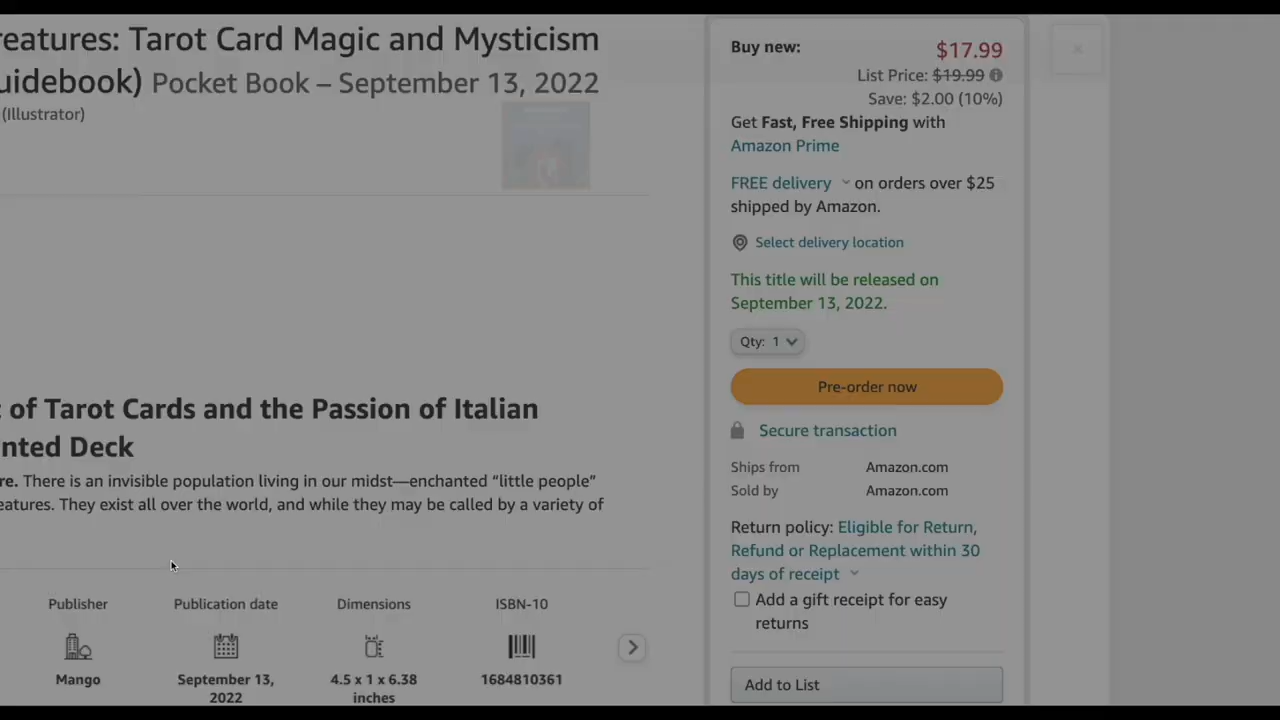 reatures: Tarot Card Magic and Mysticism
uidebook) Pocket Book – September 13, 2022
(Illustrator)
t of Tarot Cards and the Passion of Italian
nted Deck
re. There is an invisible population living in our midst—enchanted “little people”
eatures. They exist all over the world, and while they may be called by a variety of
Publisher
Mango
Publication date
September 13,
2022
Dimensions
4.5 x 1 x 6.38
inches
ISBN-10
1684810361
Buy new:
$17.99
List Price: $19.99
Save: $2.00 (10%)
Get Fast, Free Shipping with
Amazon Prime
FREE delivery on orders over $25
shipped by Amazon.
Select delivery location
This title will be released on
September 13, 2022.
Qty: 1
Pre-order now
Secure transaction
Ships from Amazon.com
Sold by Amazon.com
Return policy: Eligible for Return,
Refund or Replacement within 30
days of receipt
Add a gift receipt for easy
returns
Add to List